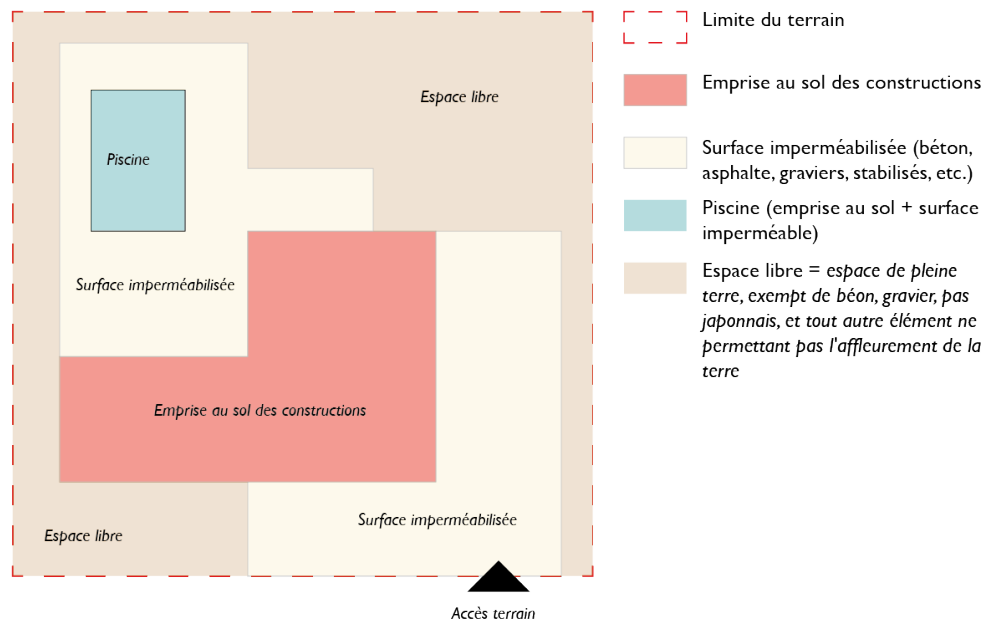 Espace libre
Piscine
Surface imperméabilisée
Emprise au sol des constructions
Surface imperméabilisée
Espace libre
Accès terrain
Limite du terrain
Emprise au sol des constructions
Surface imperméabilisée (béton,
asphalte, graviers, stabilisés, etc.)
Piscine (emprise au sol + surface
imperméable)
Espace libre = espace de pleine
terre, exempt de béon, gravier, pas
japonnais, et tout autre élément ne
permettant pas l'affleurement de la
terre